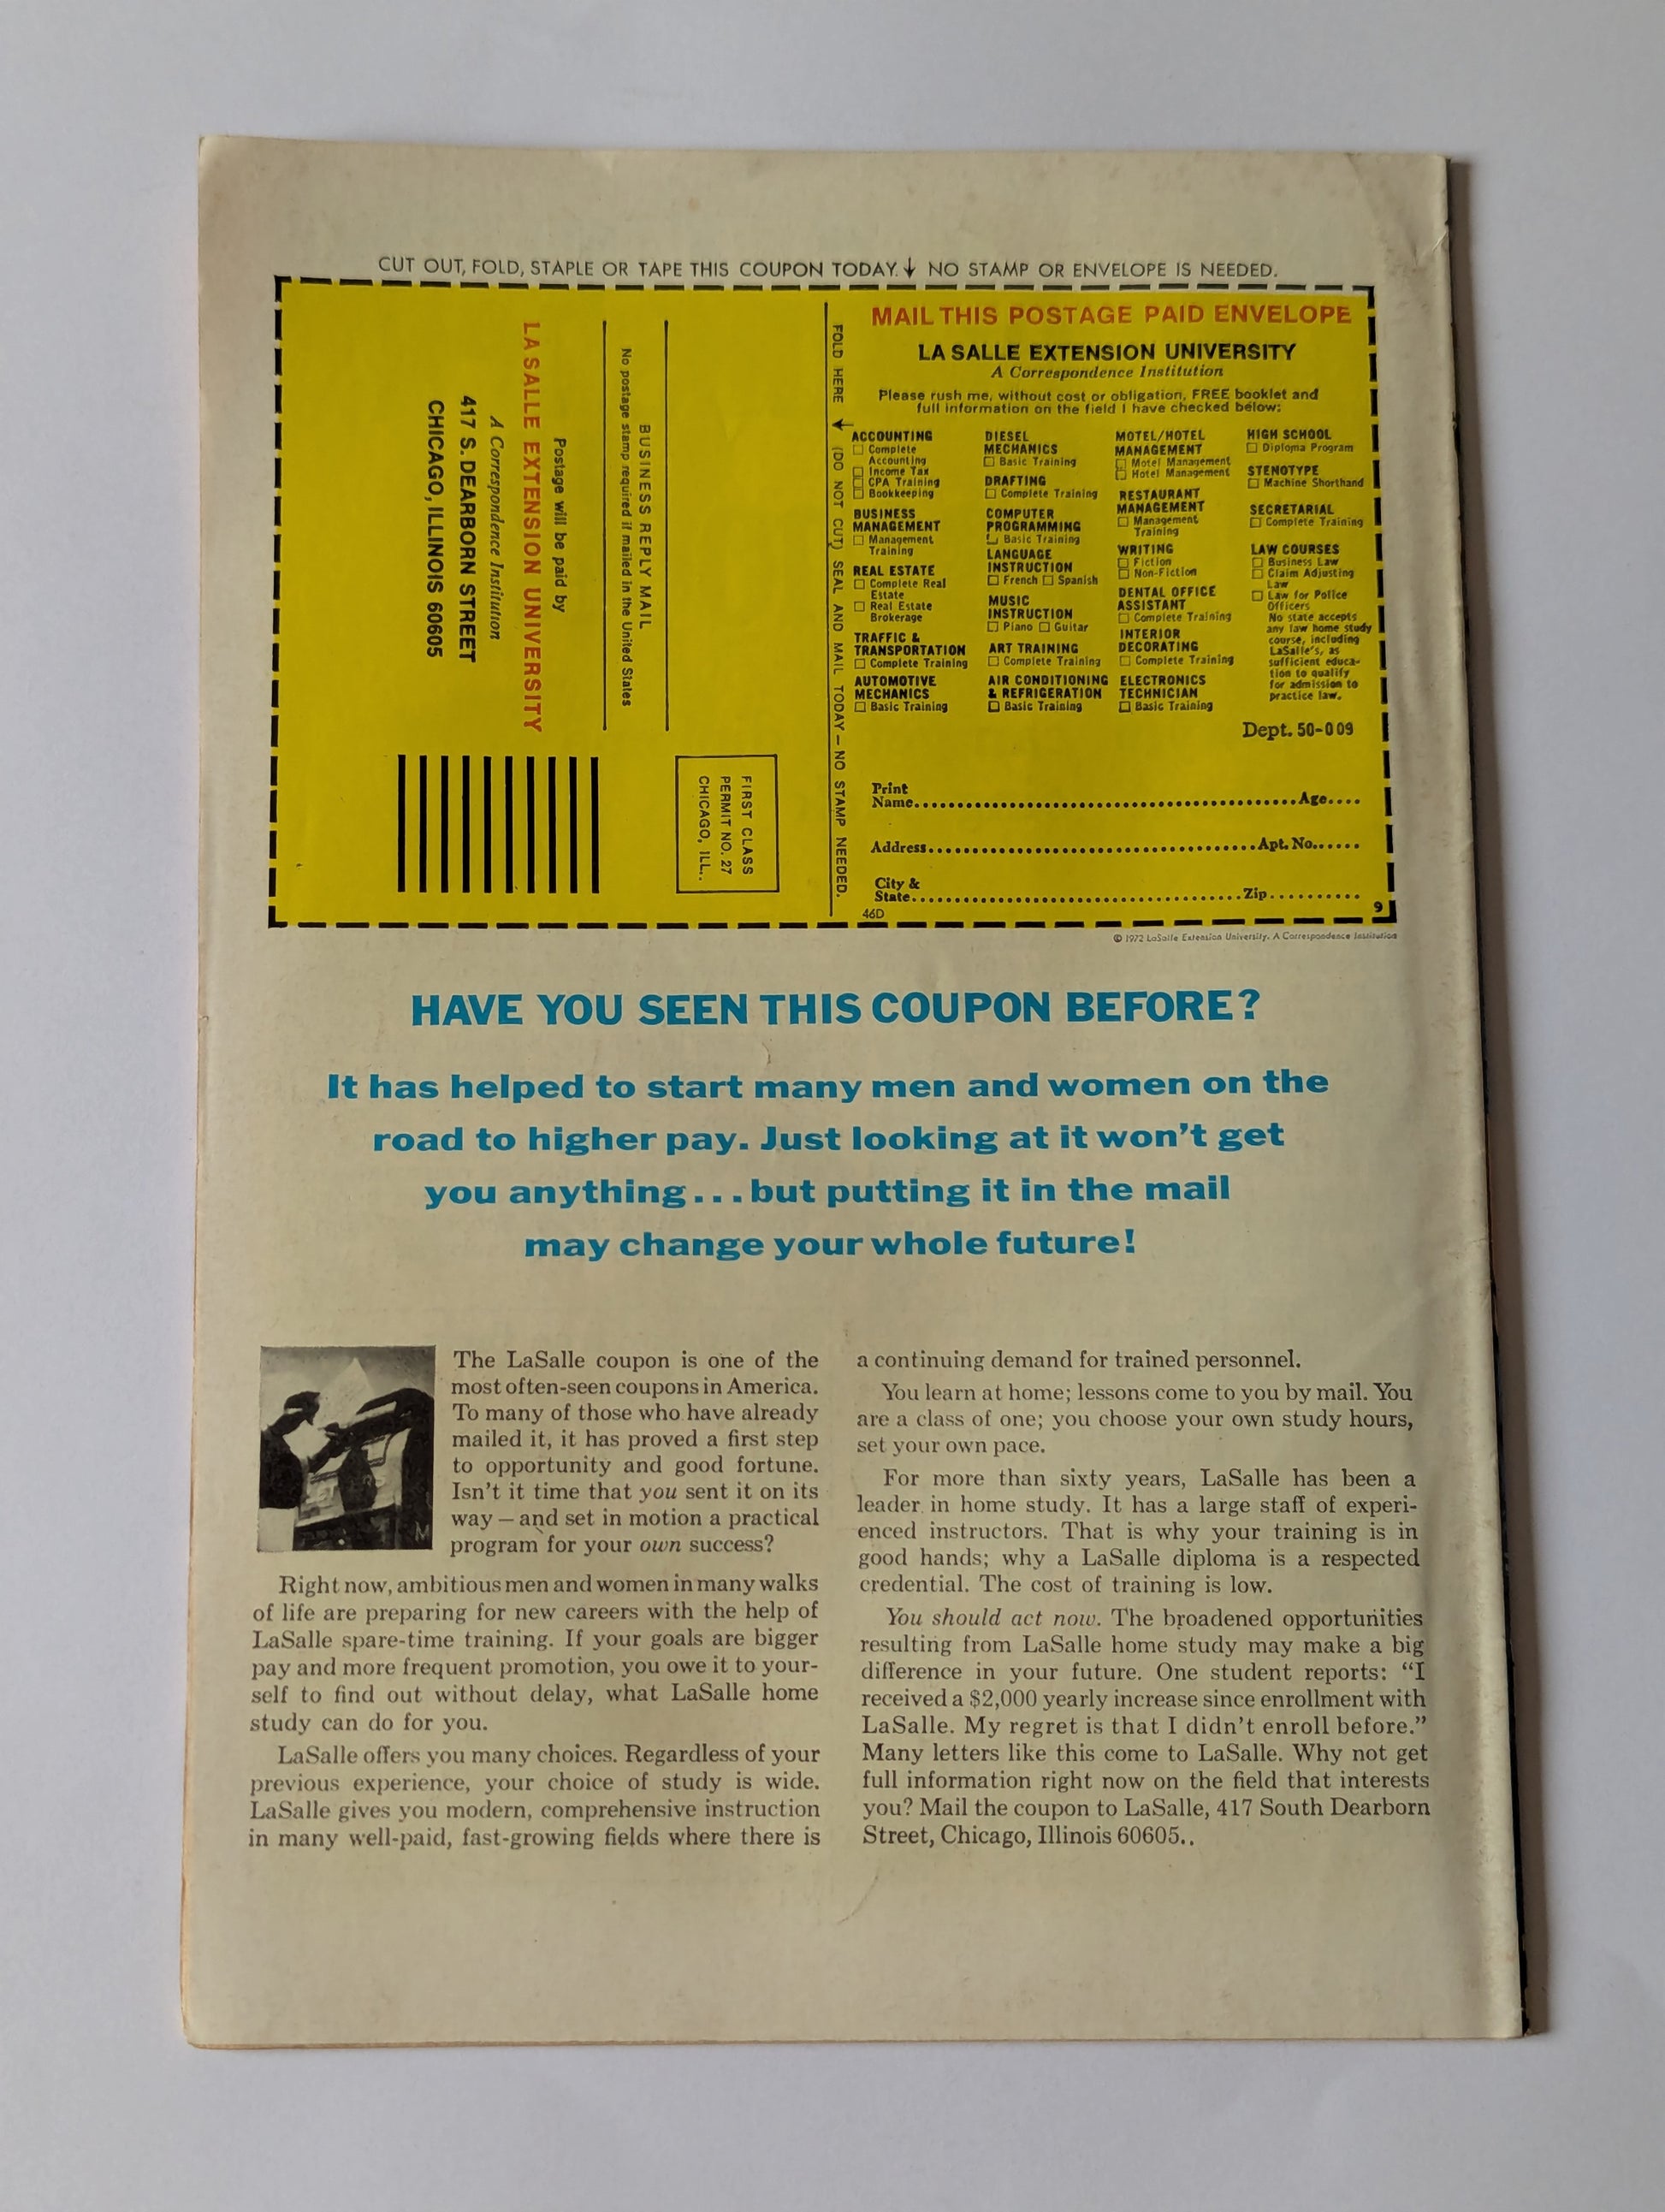 CUT OUT, FOLD, STAPLE OR TAPE THIS COUPON TODAY. ↓ NO STAMP OR ENVELOPE IS NEEDED.
FIRST CLASS
PERMIT NO. 27
CHICAGO, ILL..
BUSINESS REPLY MAIL
No postage stamp required if mailed in the United States
Postage will be paid by
LA SALLE EXTENSION UNIVERSITY
A Correspondence Institution
417 S. DEARBORN STREET
CHICAGO, ILLINOIS 60605
FOLD HERE ↓ (DO NOT CUT) SEAL AND MAIL TODAY – NO STAMP NEEDED.
MAIL THIS POSTAGE PAID ENVELOPE
LA SALLE EXTENSION UNIVERSITY
A Correspondence Institution
Please rush me, without cost or obligation, FREE booklet and
full information on the field I have checked below:
ACCOUNTING
☐ Complete
Accounting
☐ Income Tax
☐ CPA Training
☐ Bookkeeping
BUSINESS
MANAGEMENT
☐ Management
Training
REAL ESTATE
☐ Complete Real
Estate
☐ Real Estate
Brokerage
TRAFFIC &
TRANSPORTATION
☐ Complete Training
AUTOMOTIVE
MECHANICS
☐ Basic Training
DIESEL
MECHANICS
☐ Basic Training
DRAFTING
☐ Complete Training
COMPUTER
PROGRAMMING
☐ Basic Training
LANGUAGE
INSTRUCTION
☐ French ☐ Spanish
MUSIC
INSTRUCTION
☐ Piano ☐ Guitar
ART TRAINING
☐ Complete Training
AIR CONDITIONING
& REFRIGERATION
☐ Basic Training
MOTEL/HOTEL
MANAGEMENT
☐ Motel Management
☐ Hotel Management
RESTAURANT
MANAGEMENT
☐ Management
Training
WRITING
☐ Fiction
☐ Non-Fiction
DENTAL OFFICE
ASSISTANT
☐ Complete Training
INTERIOR
DECORATING
☐ Complete Training
ELECTRONICS
TECHNICIAN
☐ Basic Training
HIGH SCHOOL
☐ Diploma Program
STENOTYPE
☐ Machine Shorthand
SECRETARIAL
☐ Complete Training
LAW COURSES
☐ Business Law
☐ Claim Adjusting
Law
☐ Law for Police
Officers
No state accepts
any law home study
course, including
LaSalle's, as
sufficient educa-
tion to qualify
for admission to
practice law.
Dept. 50-009
Print
Name..........Age....
Address..........Apt. No......
City &
State..........Zip..........
46D
9
© 1972 LaSalle Extension University. A Correspondence Institution
HAVE YOU SEEN THIS COUPON BEFORE?
It has helped to start many men and women on the
road to higher pay. Just looking at it won't get
you anything...but putting it in the mail
may change your whole future!
The LaSalle coupon is one of the
most often-seen coupons in America.
To many of those who have already
mailed it, it has proved a first step
to opportunity and good fortune.
Isn't it time that you sent it on its
way – and set in motion a practical
program for your own success?
M
Right now, ambitious men and women in many walks
of life are preparing for new careers with the help of
LaSalle spare-time training. If your goals are bigger
pay and more frequent promotion, you owe it to your-
self to find out without delay, what LaSalle home
study can do for you.
LaSalle offers you many choices. Regardless of your
previous experience, your choice of study is wide.
LaSalle gives you modern, comprehensive instruction
in many well-paid, fast-growing fields where there is
a continuing demand for trained personnel.
You learn at home; lessons come to you by mail. You
are a class of one; you choose your own study hours,
set your own pace.
For more than sixty years, LaSalle has been a
leader in home study. It has a large staff of experi-
enced instructors. That is why your training is in
good hands; why a LaSalle diploma is a respected
credential. The cost of training is low.
You should act now. The broadened opportunities
resulting from LaSalle home study may make a big
difference in your future. One student reports: "I
received a $2,000 yearly increase since enrollment with
LaSalle. My regret is that I didn't enroll before."
Many letters like this come to LaSalle. Why not get
full information right now on the field that interests
you? Mail the coupon to LaSalle, 417 South Dearborn
Street, Chicago, Illinois 60605..